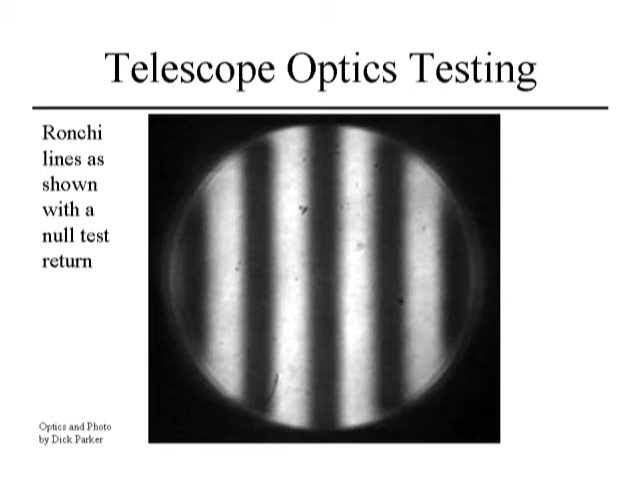 Telescope Optics Testing
Ronchi
lines as
shown
with a
null test
return
Optics and Photo
by Dick Parker